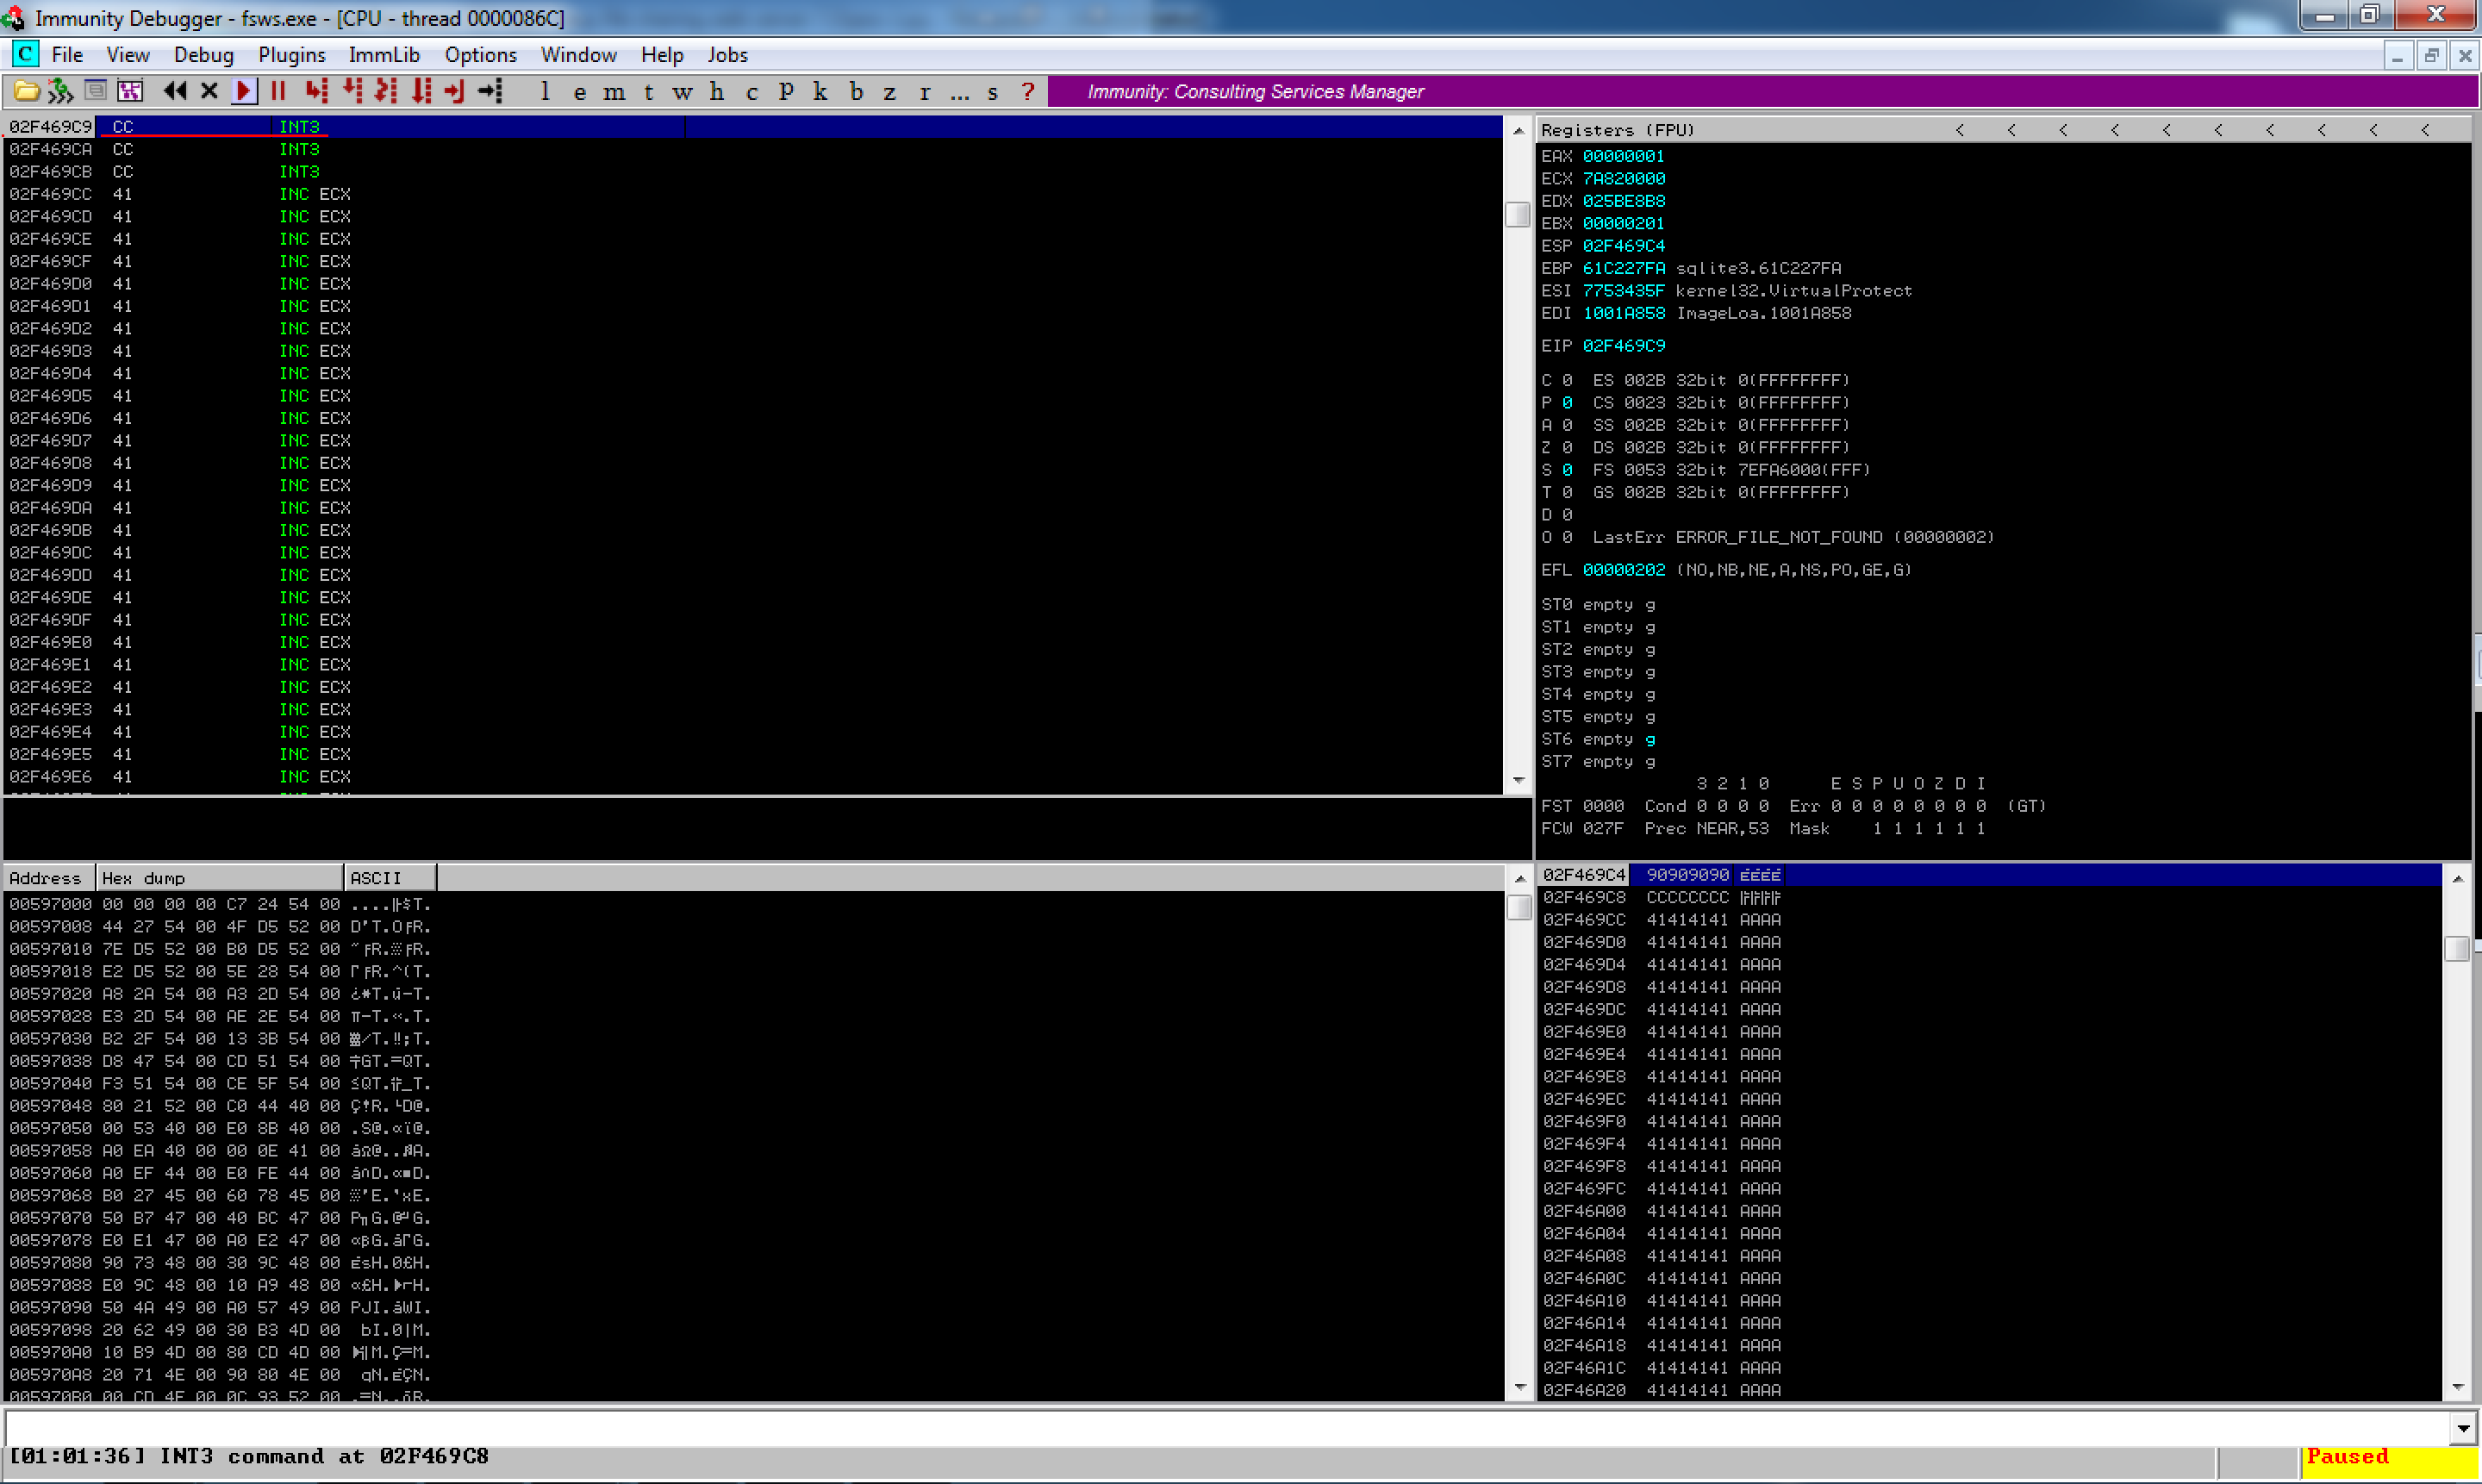 Immunity Debugger - fsws.exe - [CPU - thread 0000086C]
C File View Debug Plugins ImmLib Options Window Help Jobs
l e m t w h c P k b z r ... s ? Immunity: Consulting Services Manager
02F469C9 CC INT3
02F469CA CC INT3
02F469CB CC INT3
02F469CC 41 INC ECX
02F469CD 41 INC ECX
02F469CE 41 INC ECX
02F469CF 41 INC ECX
02F469D0 41 INC ECX
02F469D1 41 INC ECX
02F469D2 41 INC ECX
02F469D3 41 INC ECX
02F469D4 41 INC ECX
02F469D5 41 INC ECX
02F469D6 41 INC ECX
02F469D7 41 INC ECX
02F469D8 41 INC ECX
02F469D9 41 INC ECX
02F469DA 41 INC ECX
02F469DB 41 INC ECX
02F469DC 41 INC ECX
02F469DD 41 INC ECX
02F469DE 41 INC ECX
02F469DF 41 INC ECX
02F469E0 41 INC ECX
02F469E1 41 INC ECX
02F469E2 41 INC ECX
02F469E3 41 INC ECX
02F469E4 41 INC ECX
02F469E5 41 INC ECX
02F469E6 41 INC ECX
Registers (FPU) < < < < < < < < < <
EAX 00000001
ECX 7A820000
EDX 025BE8B8
EBX 00000201
ESP 02F469C4
EBP 61C227FA sqlite3.61C227FA
ESI 7753435F kernel32.VirtualProtect
EDI 1001A858 ImageLoa.1001A858
EIP 02F469C9
C 0 ES 002B 32bit 0(FFFFFFFF)
P 0 CS 0023 32bit 0(FFFFFFFF)
A 0 SS 002B 32bit 0(FFFFFFFF)
Z 0 DS 002B 32bit 0(FFFFFFFF)
S 0 FS 0053 32bit 7EFA6000(FFF)
T 0 GS 002B 32bit 0(FFFFFFFF)
D 0
O 0 LastErr ERROR_FILE_NOT_FOUND (00000002)
EFL 00000202 (NO,NB,NE,A,NS,PO,GE,G)
ST0 empty g
ST1 empty g
ST2 empty g
ST3 empty g
ST4 empty g
ST5 empty g
ST6 empty g
ST7 empty g
3 2 1 0 E S P U O Z D I
FST 0000 Cond 0 0 0 0 Err 0 0 0 0 0 0 0 0 (GT)
FCW 027F Prec NEAR,53 Mask 1 1 1 1 1 1
Address Hex dump ASCII
00597000 00 00 00 00 C7 24 54 00 ....╟$T.
00597008 44 27 54 00 4F D5 52 00 D'T.O╒R.
00597010 7E D5 52 00 B0 D5 52 00 ~╒R.░╒R.
00597018 E2 D5 52 00 5E 28 54 00 Γ╒R.^(T.
00597020 A8 2A 54 00 A3 2D 54 00 ¿*T.ú-T.
00597028 E3 2D 54 00 AE 2E 54 00 π-T.«.T.
00597030 B2 2F 54 00 13 3B 54 00 ▓/T.‼;T.
00597038 D8 47 54 00 CD 51 54 00 ╪GT.═QT.
00597040 F3 51 54 00 CE 5F 54 00 ≤QT.╬_T.
00597048 80 21 52 00 C0 44 40 00 Ç!R.└D@.
00597050 00 53 40 00 E0 8B 40 00 .S@.αï@.
00597058 A0 EA 40 00 00 0E 41 00 áΩ@..♬A.
00597060 A0 EF 44 00 E0 FE 44 00 á∩D.α■D.
00597068 B0 27 45 00 60 78 45 00 ░'E.`xE.
00597070 50 B7 47 00 40 BC 47 00 P╖G.@╝G.
00597078 E0 E1 47 00 A0 E2 47 00 αβG.áΓG.
00597080 90 73 48 00 30 9C 48 00 ÉsH.0£H.
00597088 E0 9C 48 00 10 A9 48 00 α£H.►⌐H.
00597090 50 4A 49 00 A0 57 49 00 PJI.áWI.
00597098 20 62 49 00 30 B3 4D 00 bI.0│M.
005970A0 10 B9 4D 00 80 CD 4D 00 ►╣M.Ç═M.
005970A8 20 71 4E 00 90 80 4E 00 qN.ÉÇN.
005970B0 00 CD 4E 00 0C 93 52 00 .═N..ôR.
02F469C4 90909090 ÉÉÉÉ
02F469C8 CCCCCCCC ╠╠╠╠
02F469CC 41414141 AAAA
02F469D0 41414141 AAAA
02F469D4 41414141 AAAA
02F469D8 41414141 AAAA
02F469DC 41414141 AAAA
02F469E0 41414141 AAAA
02F469E4 41414141 AAAA
02F469E8 41414141 AAAA
02F469EC 41414141 AAAA
02F469F0 41414141 AAAA
02F469F4 41414141 AAAA
02F469F8 41414141 AAAA
02F469FC 41414141 AAAA
02F46A00 41414141 AAAA
02F46A04 41414141 AAAA
02F46A08 41414141 AAAA
02F46A0C 41414141 AAAA
02F46A10 41414141 AAAA
02F46A14 41414141 AAAA
02F46A18 41414141 AAAA
02F46A1C 41414141 AAAA
02F46A20 41414141 AAAA
[01:01:36] INT3 command at 02F469C8
Paused